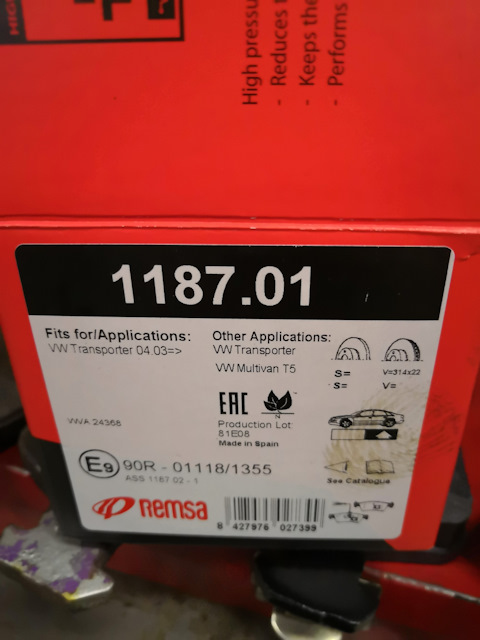 HIGH
High pressu
- Reduces
- Keeps the
- Performs
1187.01
Fits for/Applications:
VW Transporter 04.03=>
Other Applications:
VW Transporter
VW Multivan T5
S=
V=314x22
S=
V=
EAC
N
Production Lot:
81E08
Made in Spain
WVA 24368
E9 90R - 01118/1355
ASS 1187 02 - 1
See Catalogue
REMSA
8 427976 027399